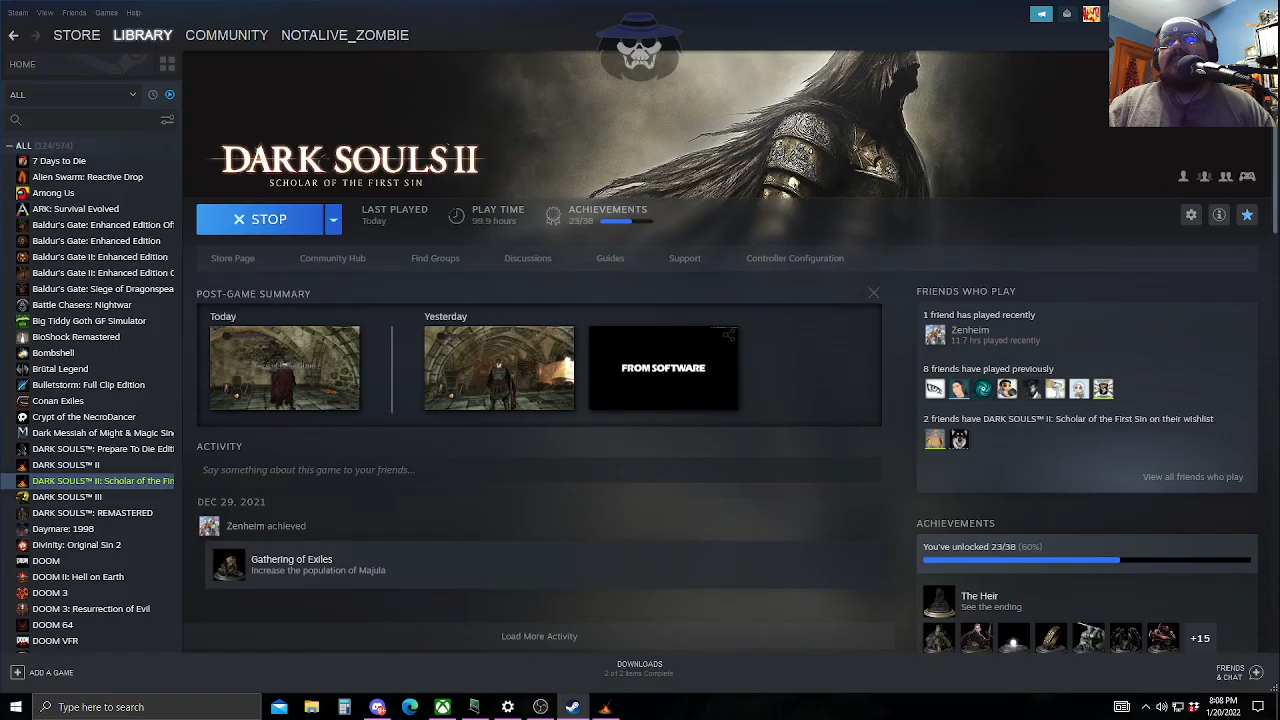 Steam View Friends Games Help
STORE LIBRARY COMMUNITY NOTALIVE_ZOMBIE
HOME
ALL
ALL (124/574)
7 Days to Die
Alien Swarm: Reactive Drop
Among Us
ARK: Survival Evolved
Baldur's Gate: Enhanced Edition Of
Baldur's Gate: Enhanced Edition
Baldur's Gate II: Enhanced Edition
Baldur's Gate: Siege of Dragonspea
Battle Chasers: Nightwar
Big Tiddy Goth GF Simulator
BioShock Remastered
Bombshell
Brutal Legend
Bulletstorm: Full Clip Edition
Conan Exiles
Crypt of the NecroDancer
Dark Messiah of Might & Magic Sing
DARK SOULS™: Prepare To Die Editi
DARK SOULS™ II
DARK SOULS™ II: Scholar of the Fir
DARK SOULS™ III
DARK SOULS™: REMASTERED
Daymare: 1998
Divinity: Original Sin 2
DOOM
DOOM II: Hell on Earth
DOOM 3
DOOM 3: Resurrection of Evil
DOOM 64
DOOM VFR
ADD A GAME
DARK SOULS II
SCHOLAR OF THE FIRST SIN
STOP
LAST PLAYED
Today
PLAY TIME
99.9 hours
ACHIEVEMENTS
23/38
Store Page Community Hub Find Groups Discussions Guides Support Controller Configuration
POST-GAME SUMMARY
Today
Yesterday
FROMSOFTWARE
ACTIVITY
Say something about this game to your friends...
DEC 29, 2021
Zenheim achieved
Gathering of Exiles
Increase the population of Majula
Load More Activity
FRIENDS WHO PLAY
1 friend has played recently
Zenheim
11.7 hrs played recently
8 friends have played previously
2 friends have DARK SOULS™ II: Scholar of the First Sin on their wishlist
View all friends who play
ACHIEVEMENTS
You've unlocked 23/38 (60%)
The Heir
See the ending
+15
DOWNLOADS
2 of 2 Items Complete
FRIENDS
& CHAT
Type here to search
8:08 PM
1/20/2022